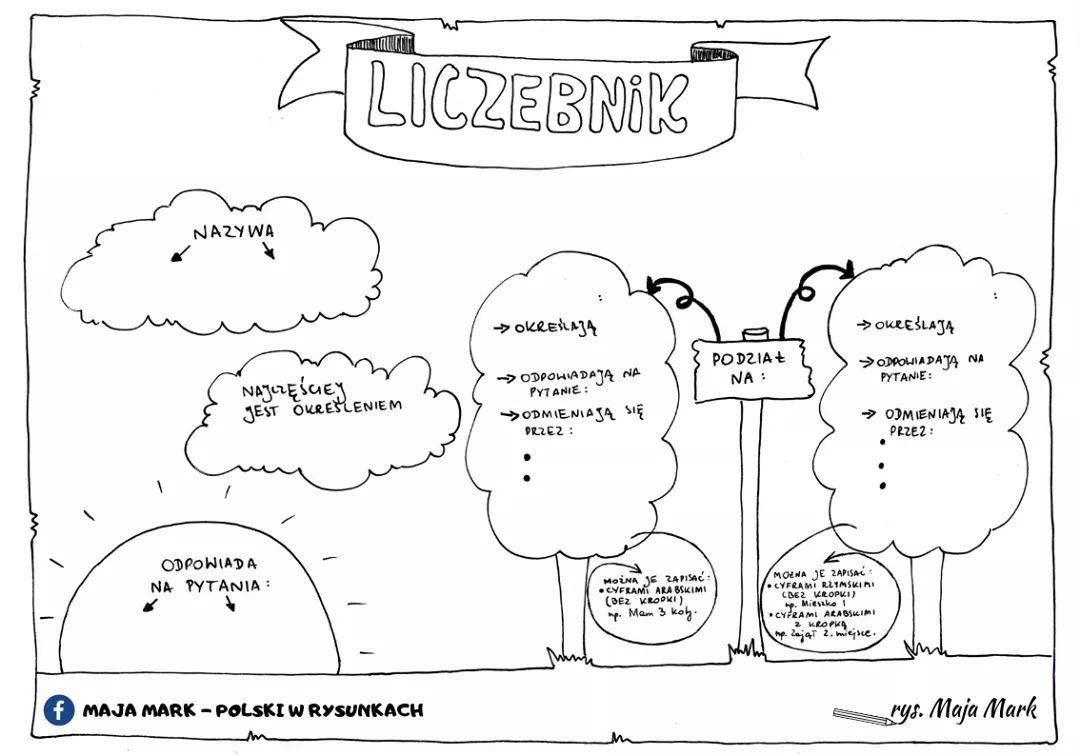 LICZEBNIK
NAZYWA
NAJCZĘŚCIEJ
JEST OKREŚLENIEM
ODPOWIADA
NA PYTANIA:
:
→ OKREŚLAJĄ
→ ODPOWIADAJĄ NA
PYTANIE:
→ ODMIENIAJĄ SIĘ
PRZEZ:
•
•
MOŻNA JE ZAPISAĆ:
• CYFRAMI ARABSKIMI
(BEZ KROPKI)
np. Mam 3 koty.
PODZIAŁ
NA:
:
→ OKREŚLAJĄ
→ ODPOWIADAJĄ NA
PYTANIE:
→ ODMIENIAJĄ SIĘ
PRZEZ:
•
•
•
MOŻNA JE ZAPISAĆ:
• CYFRAMI RZYMSKIMI
(BEZ KROPKI)
np. Mieszko I
• CYFRAMI ARABSKIMI
Z KROPKĄ
np. Zajął 2. miejsce.
f MAJA MARK – POLSKI W RYSUNKACH
rys. Maja Mark